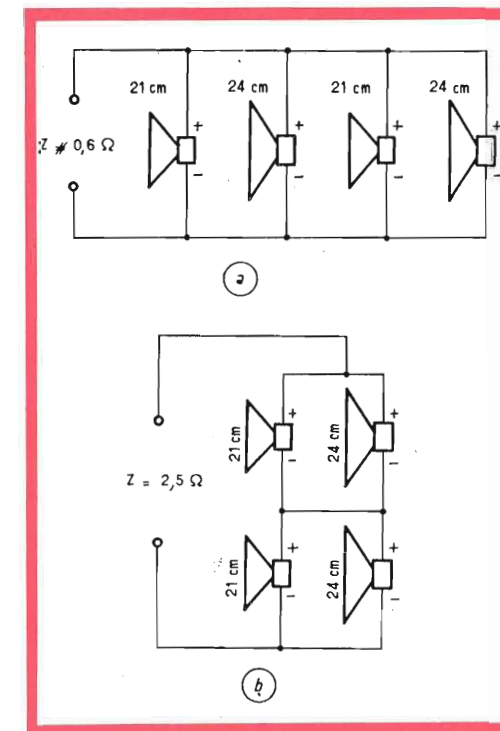 21 cm 24 cm 21 cm 24 cm
+ + + +
Z # 0,6 Ω
- - - -
a
+ +
21 cm 24 cm
- -
Z = 2,5 Ω
+ +
21 cm 24 cm
- -
b